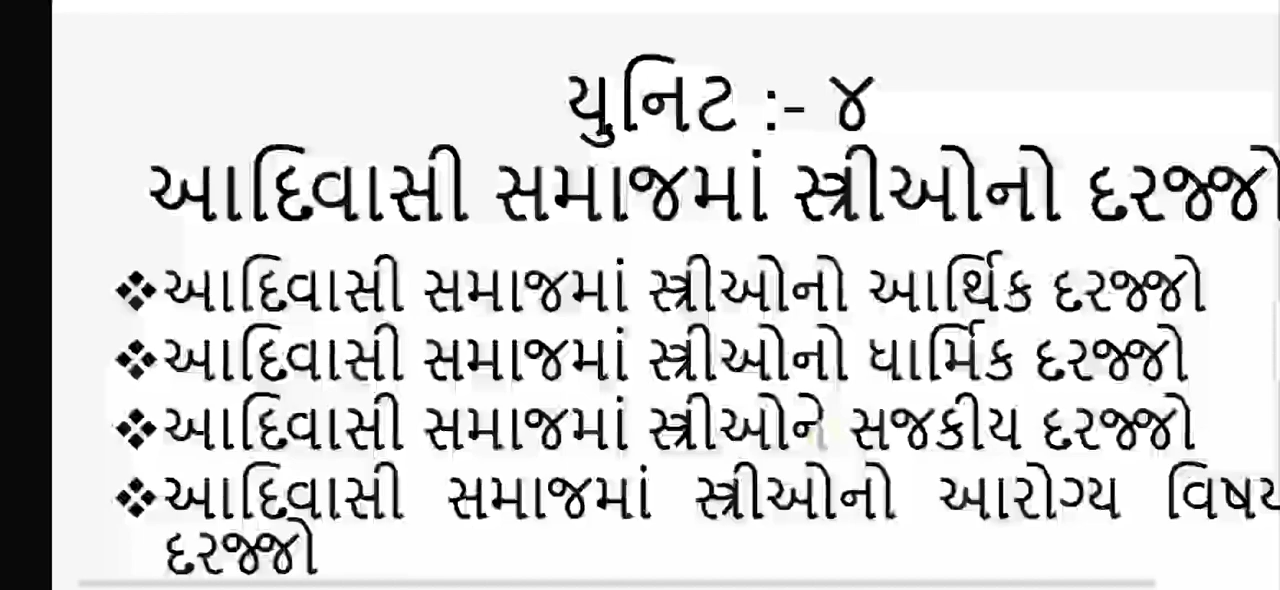 યુનિટ :- ૪
આદિવાસી સમાજમાં સ્ત્રીઓનો દરજ્જો
❖આદિવાસી સમાજમાં સ્ત્રીઓનો આર્થિક દરજ્જો
❖આદિવાસી સમાજમાં સ્ત્રીઓનો ધાર્મિક દરજ્જો
❖આદિવાસી સમાજમાં સ્ત્રીઓને સજકીય દરજ્જો
❖આદિવાસી સમાજમાં સ્ત્રીઓનો આરોગ્ય
દરજ્જો